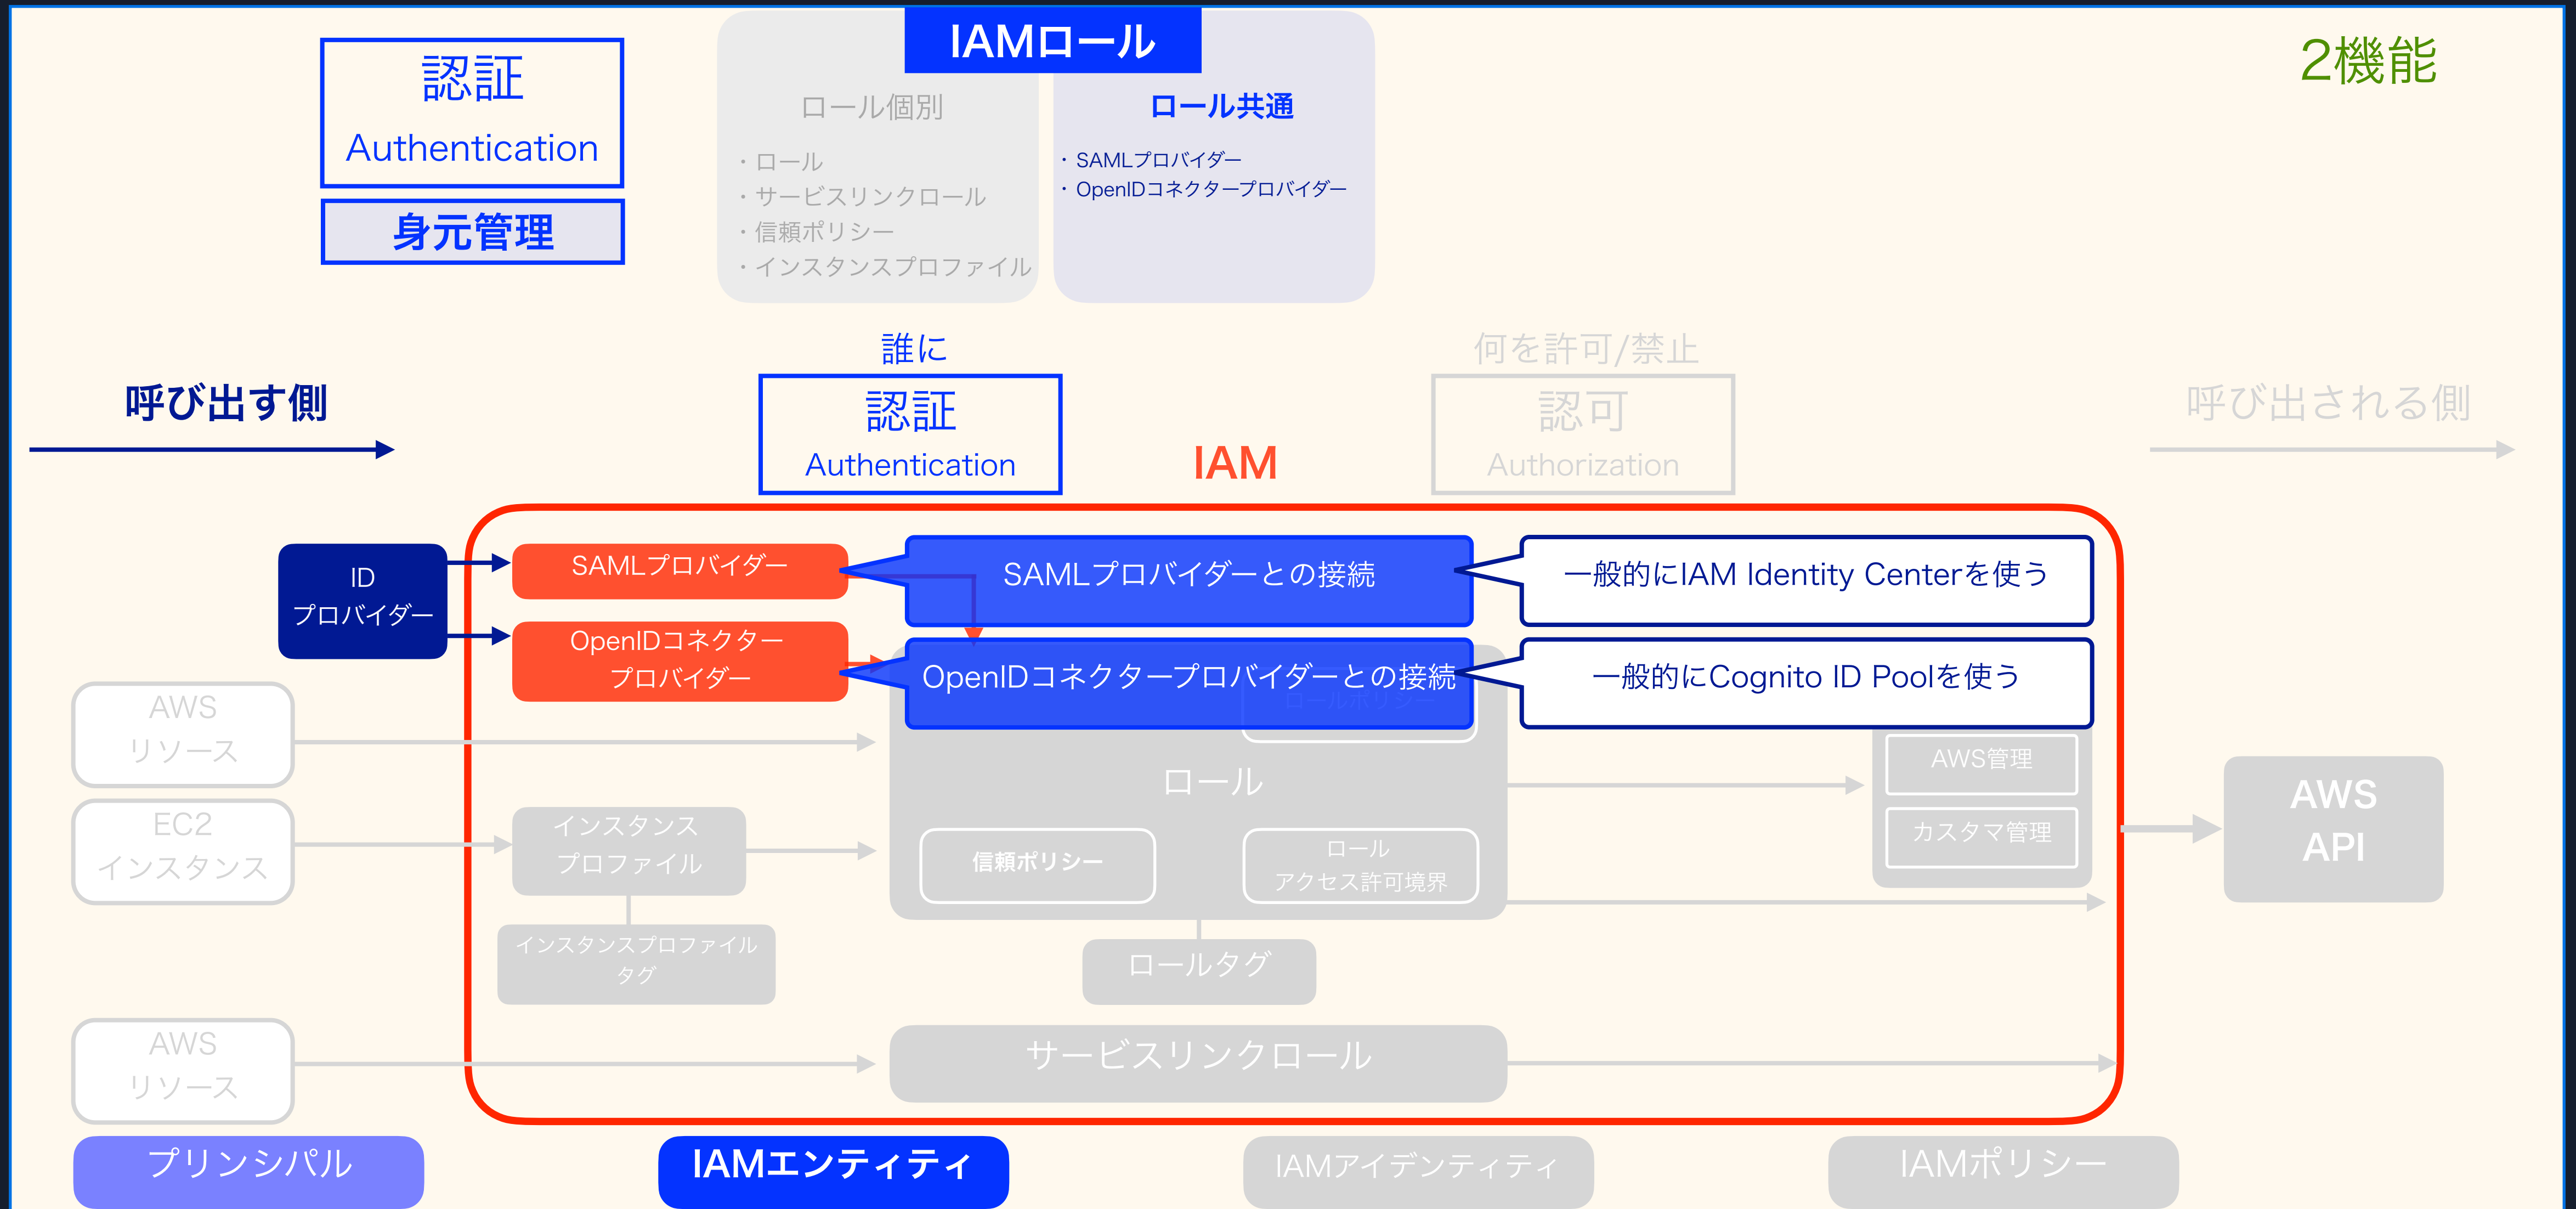 IAMロール
2機能
認証
Authentication
身元管理
ロール個別
・ロール
・サービスリンクロール
・信頼ポリシー
・インスタンスプロファイル
ロール共通
・SAMLプロバイダー
・OpenIDコネクタープロバイダー
誰に
認証
Authentication
何を許可/禁止
認可
Authorization
呼び出す側
呼び出される側
IAM
ID
プロバイダー
SAMLプロバイダー
SAMLプロバイダーとの接続
一般的にIAM Identity Centerを使う
OpenIDコネクター
プロバイダー
OpenIDコネクタープロバイダーとの接続
一般的にCognito ID Poolを使う
ロールポリシー
AWS
リソース
ロール
AWS管理
カスタマ管理
AWS
API
EC2
インスタンス
インスタンス
プロファイル
信頼ポリシー
ロール
アクセス許可境界
インスタンスプロファイル
タグ
ロールタグ
AWS
リソース
サービスリンクロール
プリンシパル
IAMエンティティ
IAMアイデンティティ
IAMポリシー